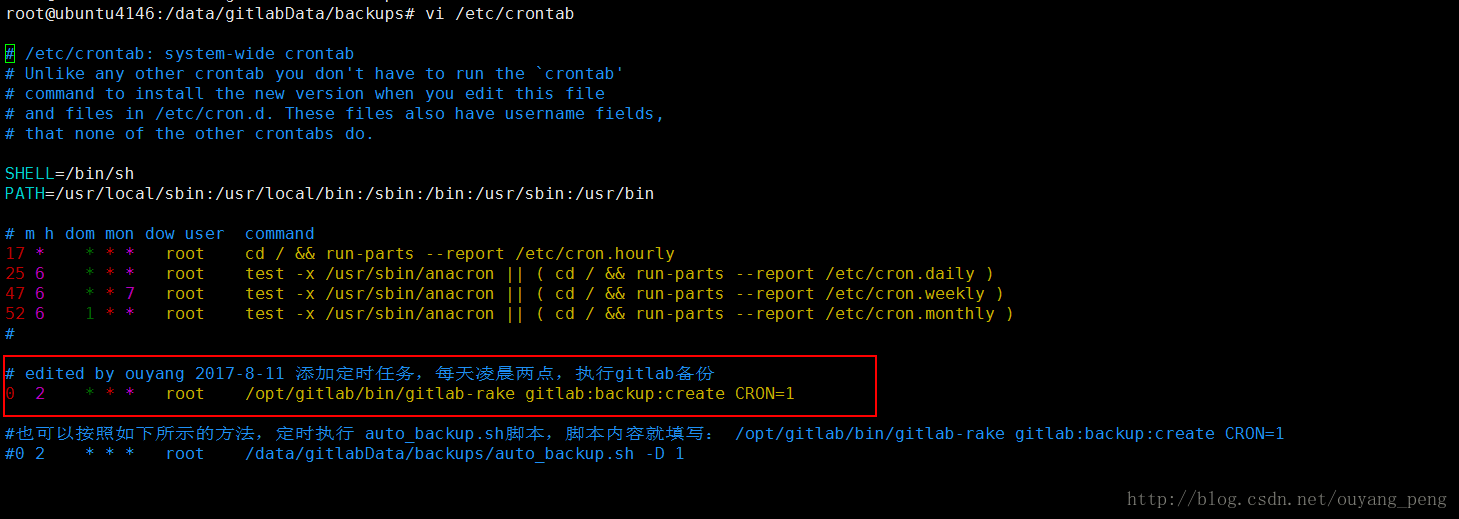 root@ubuntu4146:/data/gitlabData/backups# vi /etc/crontab
# /etc/crontab: system-wide crontab
# Unlike any other crontab you don't have to run the `crontab'
# command to install the new version when you edit this file
# and files in /etc/cron.d. These files also have username fields,
# that none of the other crontabs do.
SHELL=/bin/sh
PATH=/usr/local/sbin:/usr/local/bin:/sbin:/bin:/usr/sbin:/usr/bin
# m h dom mon dow user  command
17 *    * * *   root    cd / && run-parts --report /etc/cron.hourly
25 6    * * *   root    test -x /usr/sbin/anacron || ( cd / && run-parts --report /etc/cron.daily )
47 6    * * 7   root    test -x /usr/sbin/anacron || ( cd / && run-parts --report /etc/cron.weekly )
52 6    1 * *   root    test -x /usr/sbin/anacron || ( cd / && run-parts --report /etc/cron.monthly )
#
# edited by ouyang 2017-8-11 添加定时任务，每天凌晨两点，执行gitlab备份
0  2    * * *   root    /opt/gitlab/bin/gitlab-rake gitlab:backup:create CRON=1
#也可以按照如下所示的方法，定时执行 auto_backup.sh脚本，脚本内容就填写： /opt/gitlab/bin/gitlab-rake gitlab:backup:create CRON=1
#0 2    * * *   root    /data/gitlabData/backups/auto_backup.sh -D 1
http://blog.csdn.net/ouyang_peng